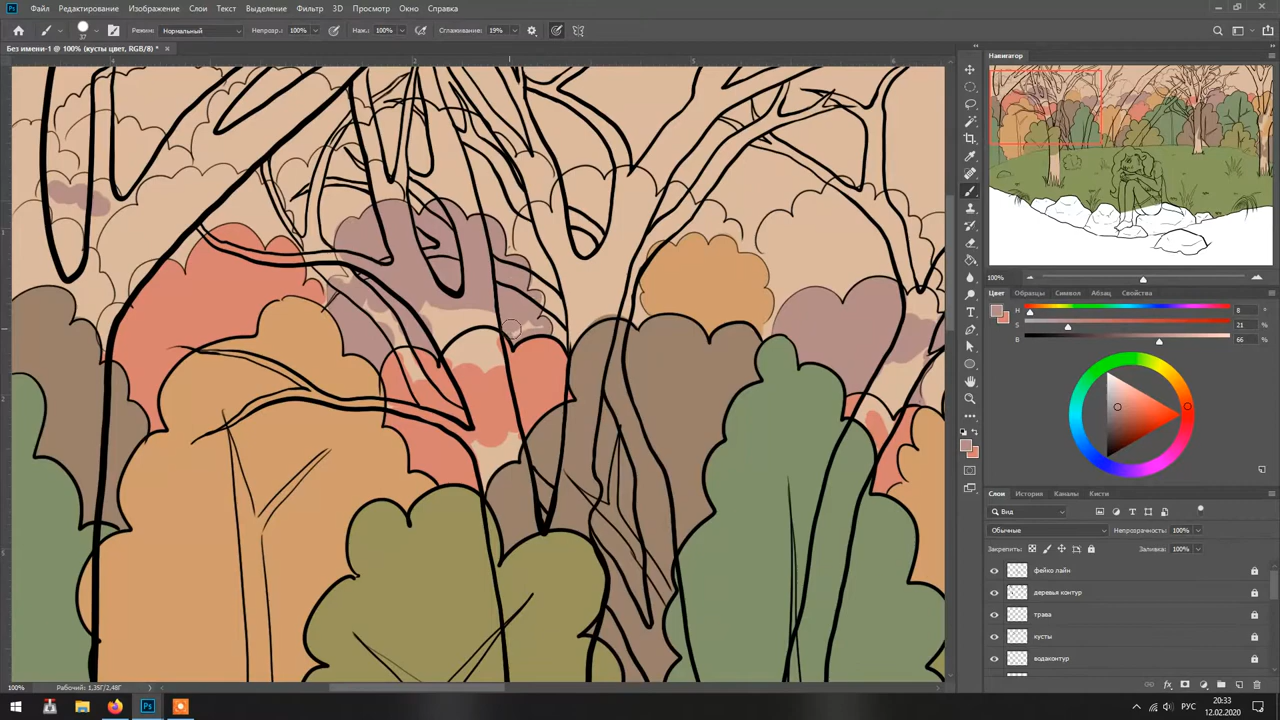 Ps Файл Редактирование Изображение Слои Текст Выделение Фильтр 3D Просмотр Окно Справка
37 Режим: Нормальный Непрозр.: 100% Наж.: 100% Сглаживание: 19%
Без имени-1 @ 100% (кусты цвет, RGB/8) * ×
Навигатор
100%
Цвет Образцы Символ Абзац Свойства
H 8 °
S 21 %
B 66 %
Слои История Каналы Кисти
Вид
Обычные Непрозрачность: 100%
Закрепить: Заливка: 100%
фейко лайн
деревья контур
трава
кусты
водаконтур
100% Рабочий: 1,35Г/2,48Г
Ps РУС 20:33
12.02.2020